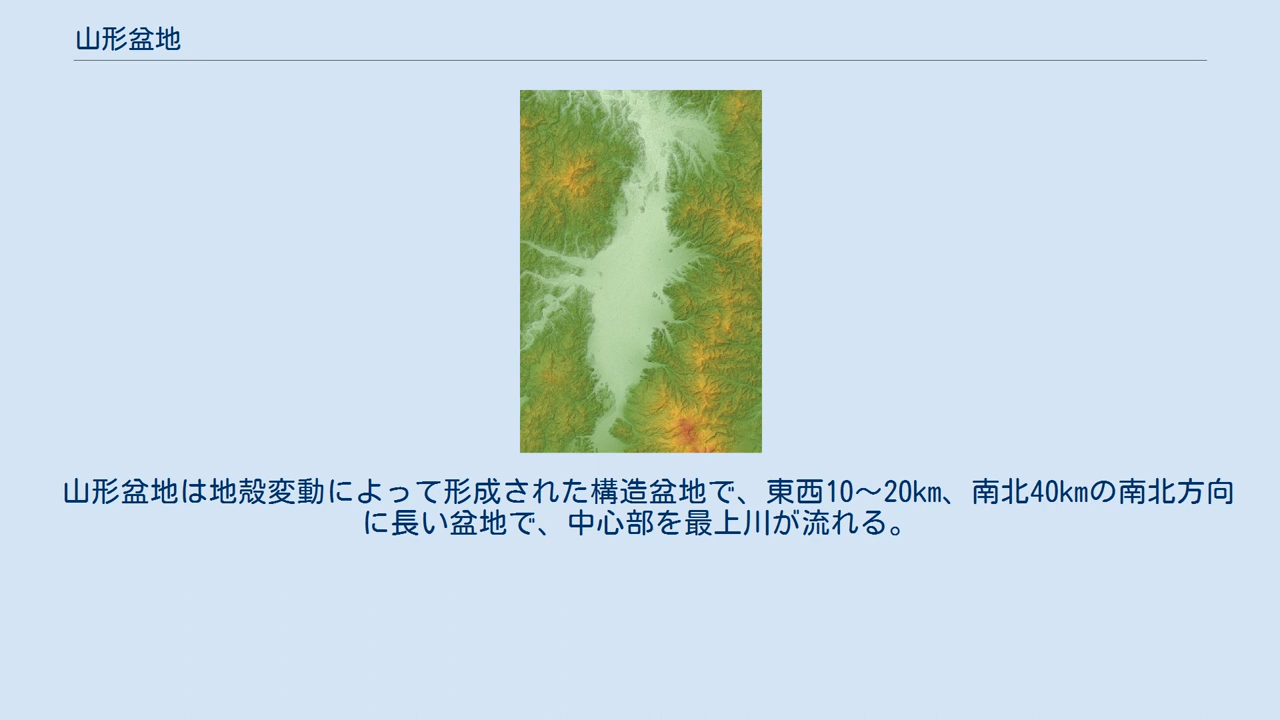 山形盆地
山形盆地は地殻変動によって形成された構造盆地で、東西10～20km、南北40kmの南北方向
に長い盆地で、中心部を最上川が流れる。